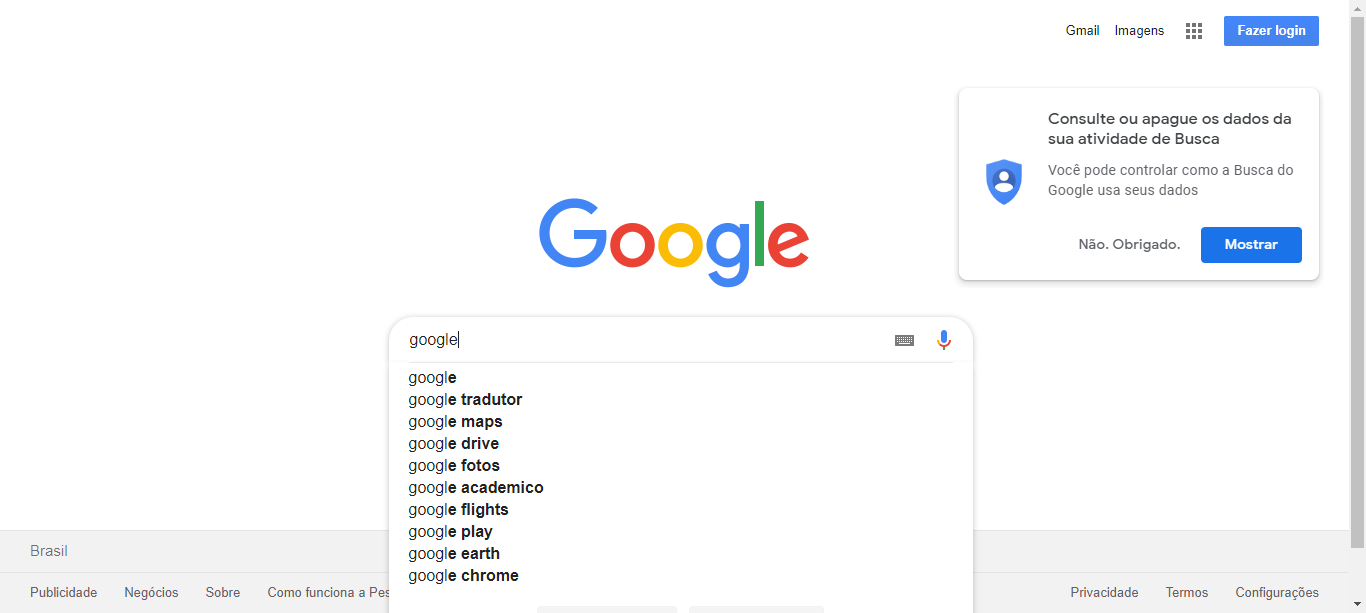 Gmail Imagens Fazer login
Consulte ou apague os dados da
sua atividade de Busca
Você pode controlar como a Busca do
Google usa seus dados
Não. Obrigado. Mostrar
Google
google
google
google tradutor
google maps
google drive
google fotos
google academico
google flights
google play
google earth
google chrome
Brasil
Publicidade Negócios Sobre Como funciona a Pes
Privacidade Termos Configurações